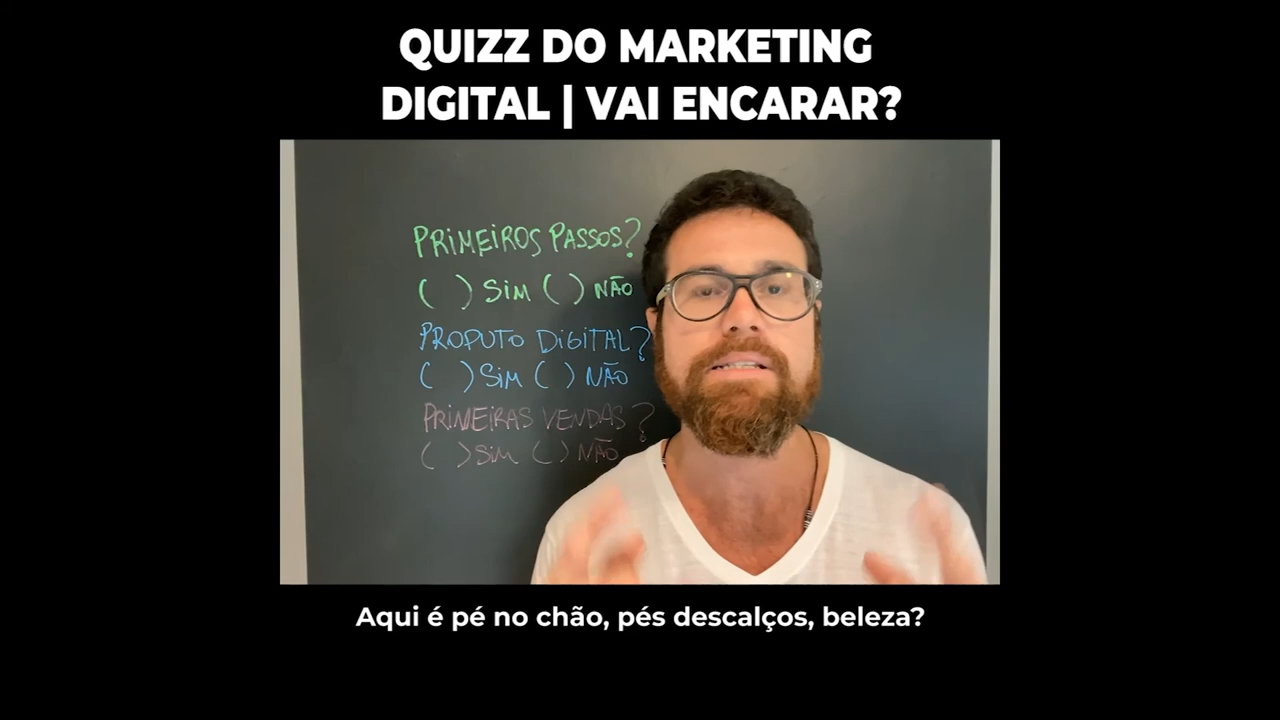 QUIZZ DO MARKETING
DIGITAL | VAI ENCARAR?
PRIMEIROS PASSOS?
( ) SIM ( ) NÃO
PRODUTO DIGITAL?
( ) SIM ( ) NÃO
PRIMEIRAS VENDAS?
( ) SIM ( ) NÃO
Aqui é pé no chão, pés descalços, beleza?